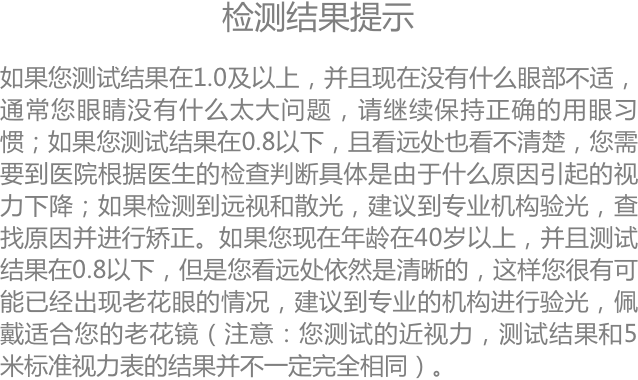 检测结果提示
如果您测试结果在1.0及以上，并且现在没有什么眼部不适，
通常您眼睛没有什么太大问题，请继续保持正确的用眼习
惯；如果您测试结果在0.8以下，且看远处也看不清楚，您需
要到医院根据医生的检查判断具体是由于什么原因引起的视
力下降；如果检测到远视和散光，建议到专业机构验光，查
找原因并进行矫正。如果您现在年龄在40岁以上，并且测试
结果在0.8以下，但是您看远处依然是清晰的，这样您很有可
能已经出现老花眼的情况，建议到专业的机构进行验光，佩
戴适合您的老花镜（注意：您测试的近视力，测试结果和5
米标准视力表的结果并不一定完全相同）。